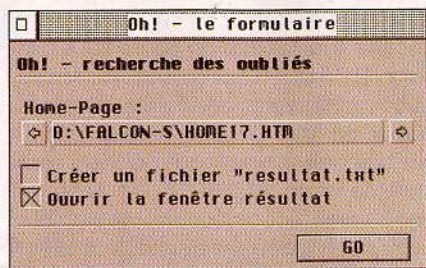 Oh! - le formulaire
Oh! - recherche des oubliés
Home-Page :
D:\FALCON-S\HOME17.HTM
Créer un fichier "resultat.txt"
Ouvrir la fenêtre résultat
GO